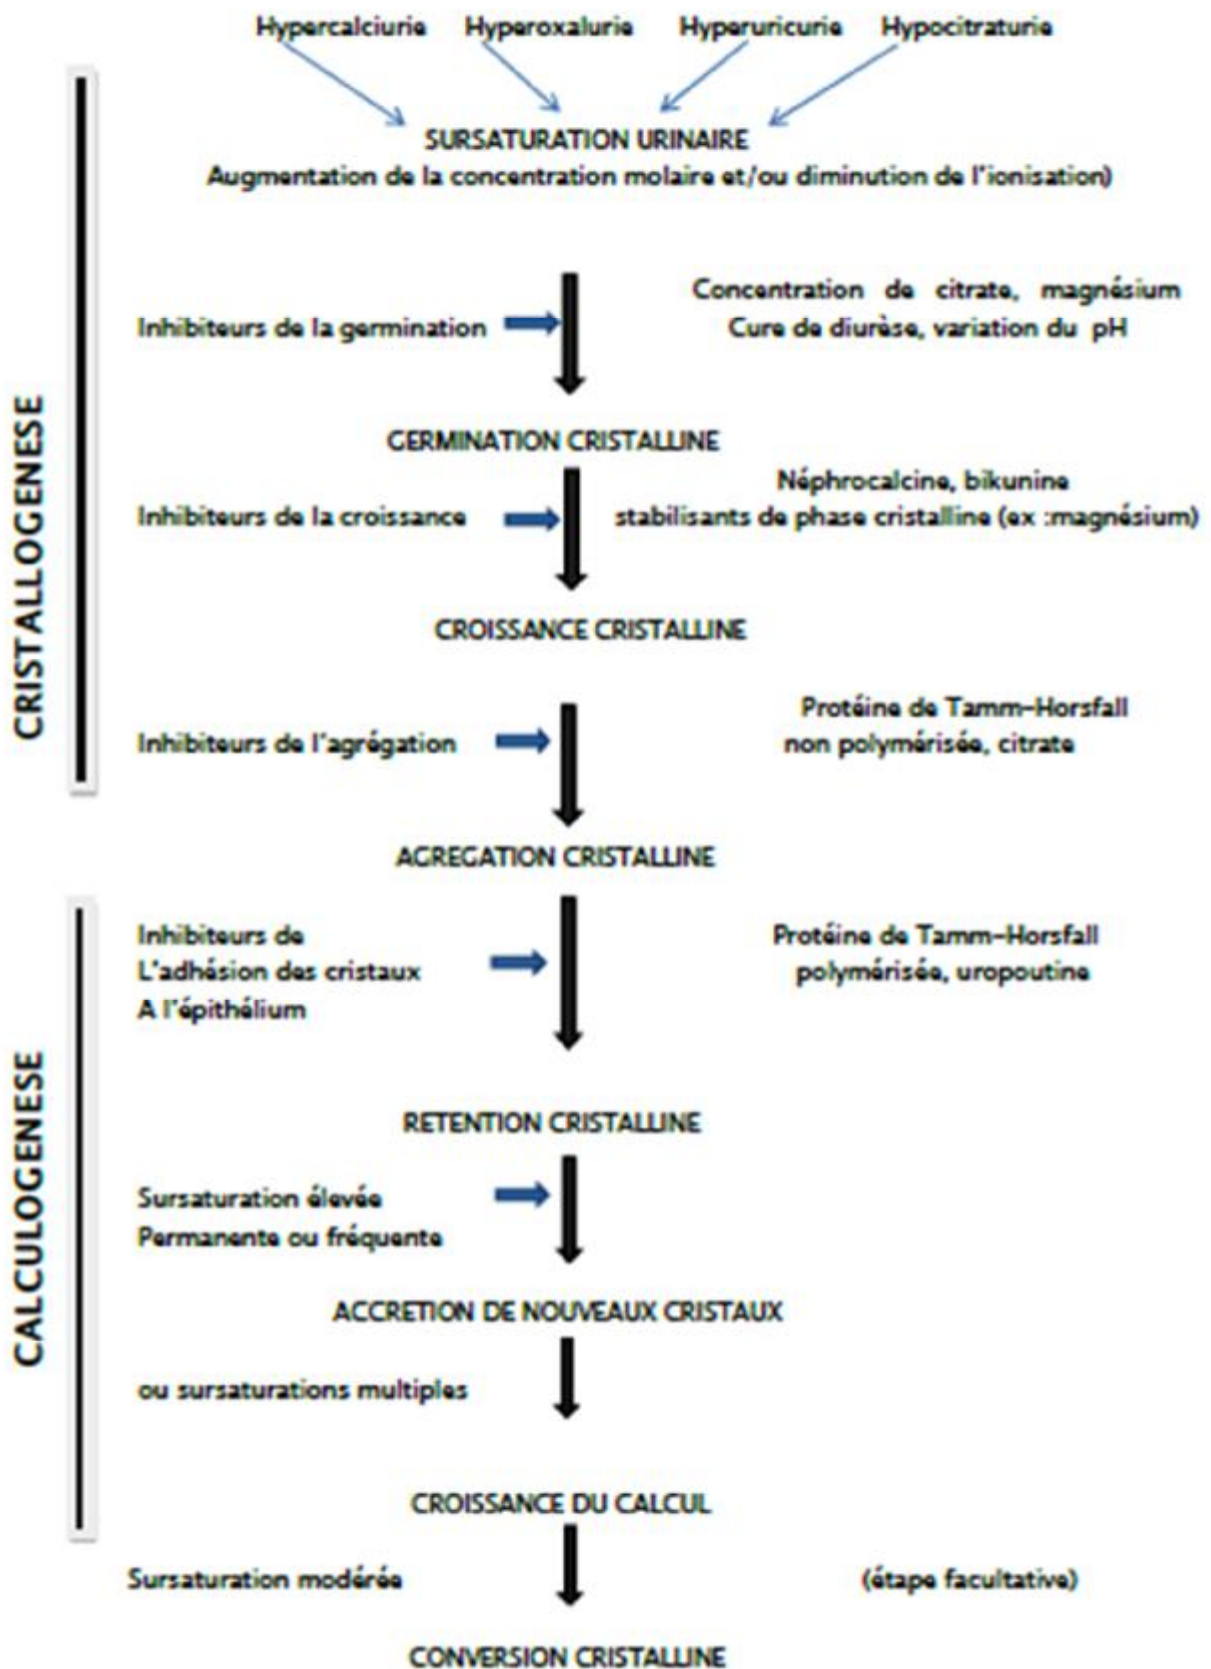 Hypercalciurie Hyperoxalurie Hyperuricurie Hypocitraturie
SURSATURATION URINAIRE
Augmentation de la concentration molaire et/ou diminution de l'ionisation)
CRISTALLOGENESE
Inhibiteurs de la germination
Concentration de citrate, magnésium
Cure de diurèse, variation du pH
GERMINATION CRISTALLINE
Inhibiteurs de la croissance
Néphrocalcine, bikunine
stabilisants de phase cristalline (ex :magnésium)
CROISSANCE CRISTALLINE
Inhibiteurs de l'agrégation
Protéine de Tamm-Horsfall
non polymérisée, citrate
AGREGATION CRISTALLINE
CALCULOGENESE
Inhibiteurs de
L'adhésion des cristaux
A l'épithélium
Protéine de Tamm-Horsfall
polymérisée, uropoutine
RETENTION CRISTALLINE
Sursaturation élevée
Permanente ou fréquente
ACCRETION DE NOUVEAUX CRISTAUX
ou sursaturations multiples
CROISSANCE DU CALCUL
Sursaturation modérée
(étape facultative)
CONVERSION CRISTALLINE